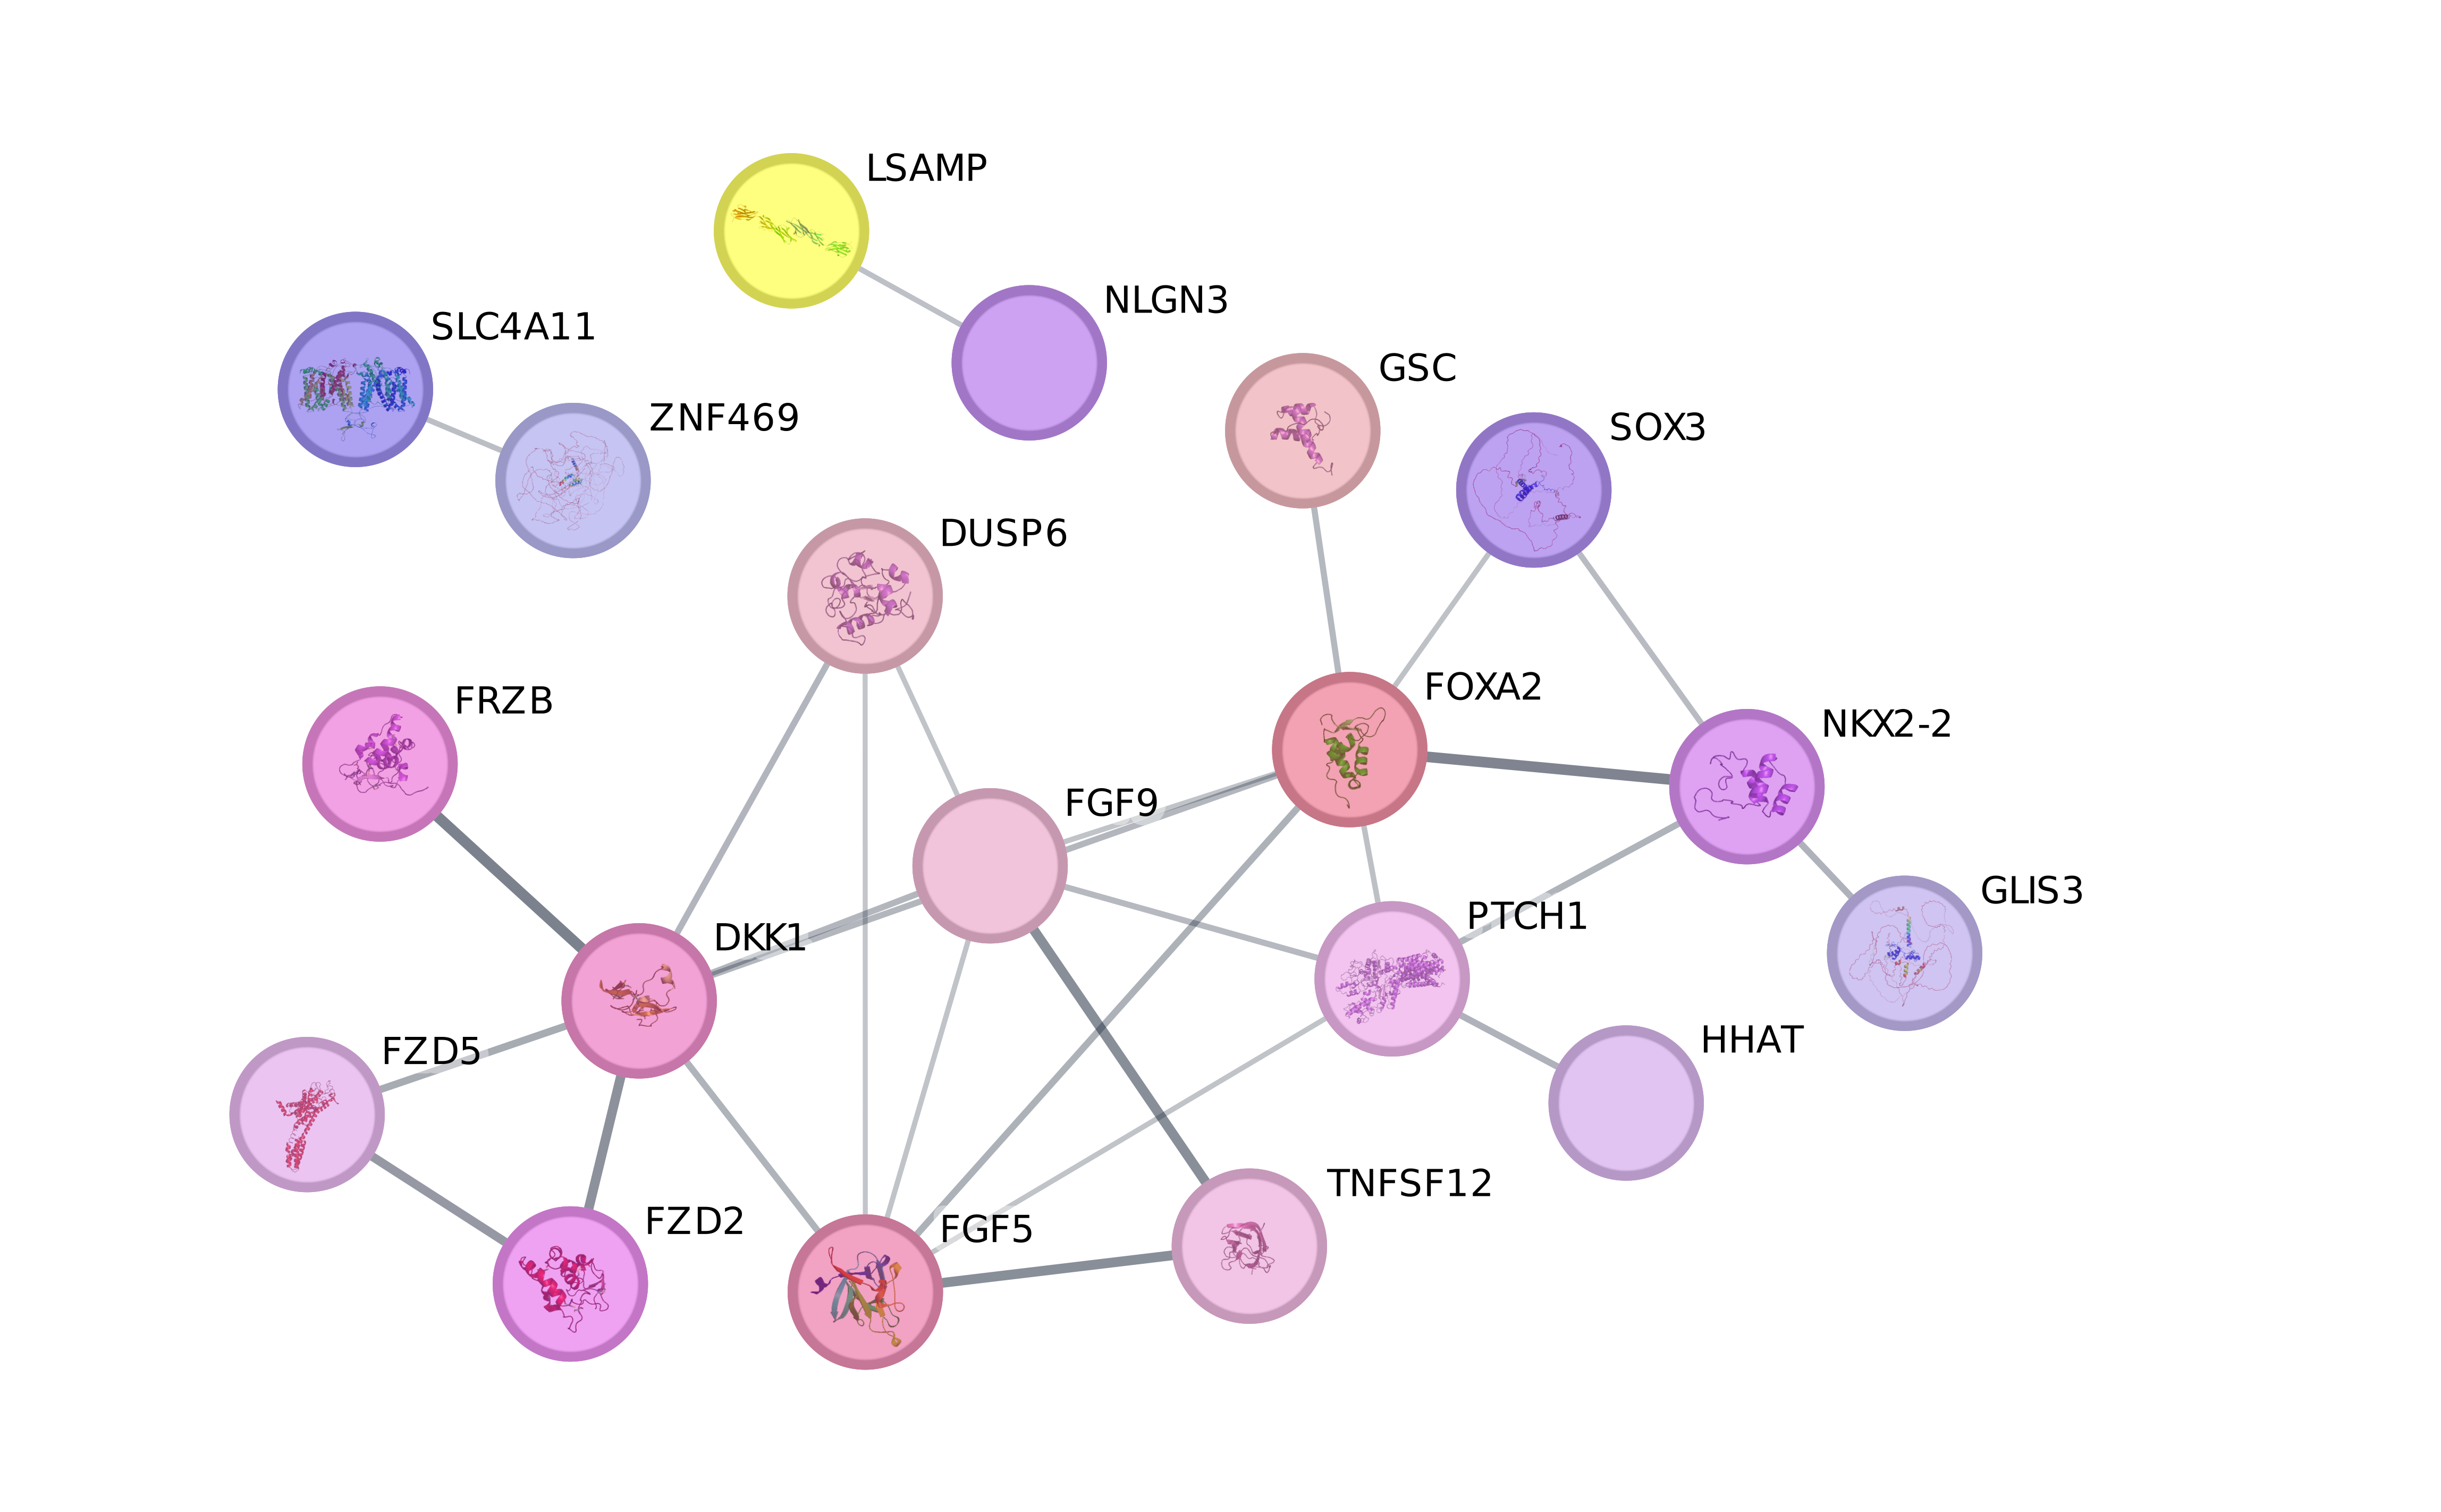 LSAMP
NLGN3
SLC4A11
GSC
ZNF469
SOX3
DUSP6
FOXA2
FRZB
NKX2-2
FGF9
GLIS3
PTCH1
DKK1
HHAT
FZD5
TNFSF12
FZD2
FGF5